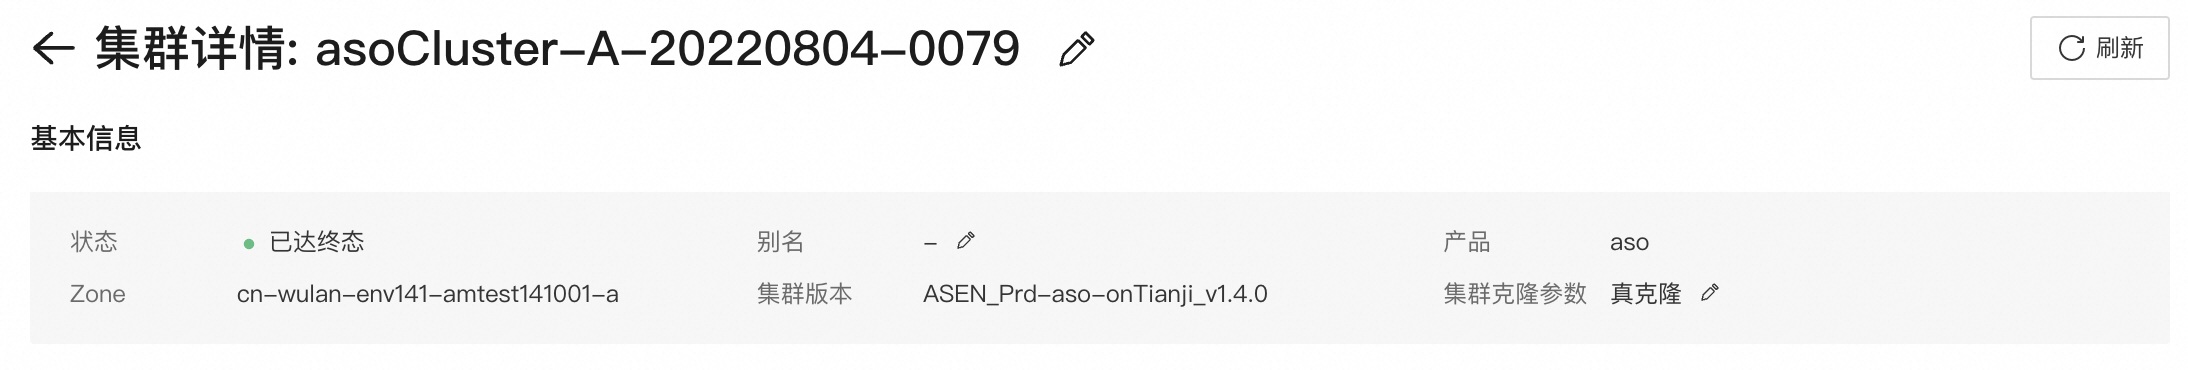 集群详情: asoCluster-A-20220804-0079
刷新
基本信息
状态 已达终态 别名 - 产品 aso
Zone cn-wulan-env141-amtest141001-a 集群版本 ASEN_Prd-aso-onTianji_v1.4.0 集群克隆参数 真克隆